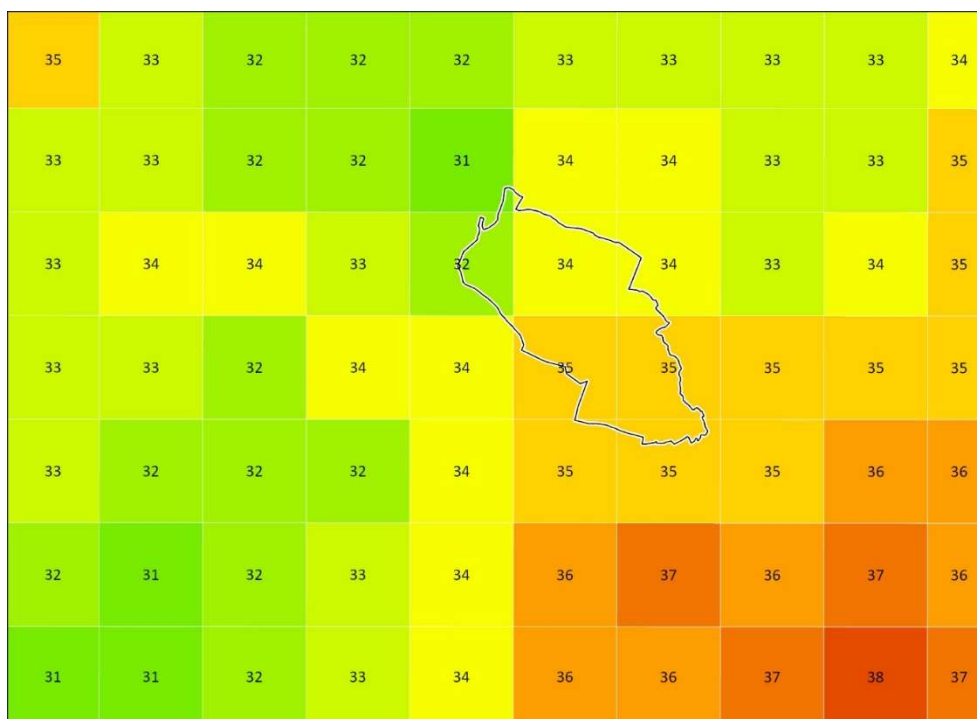 35 33 32 32 32 33 33 33 33 34
33 33 32 32 31 34 34 33 33 35
33 34 34 33 32 34 34 33 34 35
33 33 32 34 34 35 35 35 35 35
33 32 32 32 34 35 35 35 36 36
32 31 32 33 34 36 37 36 37 36
31 31 32 33 34 36 36 37 38 37